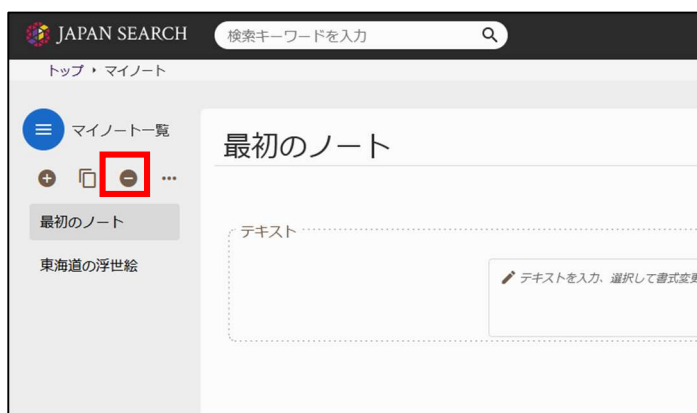 JAPAN SEARCH
検索キーワードを入力
トップ ・ マイノート
マイノート一覧
最初のノート
東海道の浮世絵
最初のノート
テキスト
テキストを入力、選択して書式変更